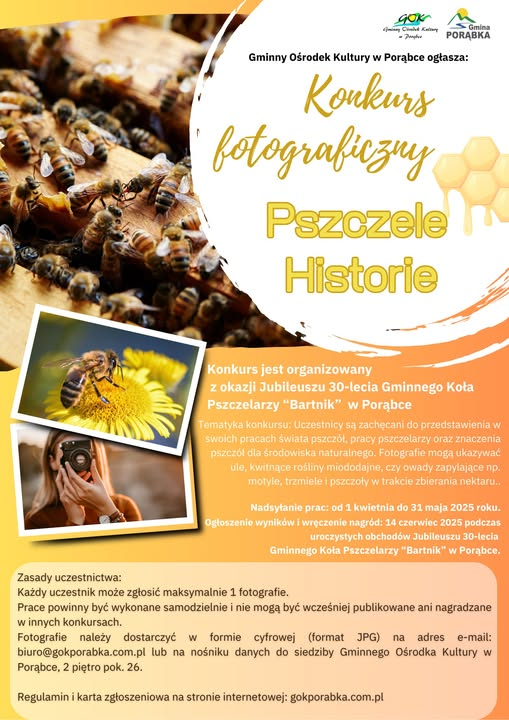 GOK
Gminny Ośrodek Kultury
w Porąbce
Gmina
PORĄBKA
Gminny Ośrodek Kultury w Porąbce ogłasza:
Konkurs
fotograficzny
Pszczele
Historie
Konkurs jest organizowany
z okazji Jubileuszu 30-lecia Gminnego Koła
Pszczelarzy “Bartnik” w Porąbce
Tematyka konkursu: Uczestnicy są zachęcani do przedstawienia w
swoich pracach świata pszczół, pracy pszczelarzy oraz znaczenia
pszczół dla środowiska naturalnego. Fotografie mogą ukazywać
ule, kwitnące rośliny miododajne, czy owady zapylające np.
motyle, trzmiele i pszczoły w trakcie zbierania nektaru..
Nadsyłanie prac: od 1 kwietnia do 31 maja 2025 roku.
Ogłoszenie wyników i wręczenie nagród: 14 czerwiec 2025 podczas
uroczystych obchodów Jubileuszu 30-lecia
Gminnego Koła Pszczelarzy “Bartnik” w Porąbce.
Zasady uczestnictwa:
Każdy uczestnik może zgłosić maksymalnie 1 fotografie.
Prace powinny być wykonane samodzielnie i nie mogą być wcześniej publikowane ani nagradzane
w innych konkursach.
Fotografie należy dostarczyć w formie cyfrowej (format JPG) na adres e-mail:
biuro@gokporabka.com.pl lub na nośniku danych do siedziby Gminnego Ośrodka Kultury w
Porąbce, 2 piętro pok. 26.
Regulamin i karta zgłoszeniowa na stronie internetowej: gokporabka.com.pl